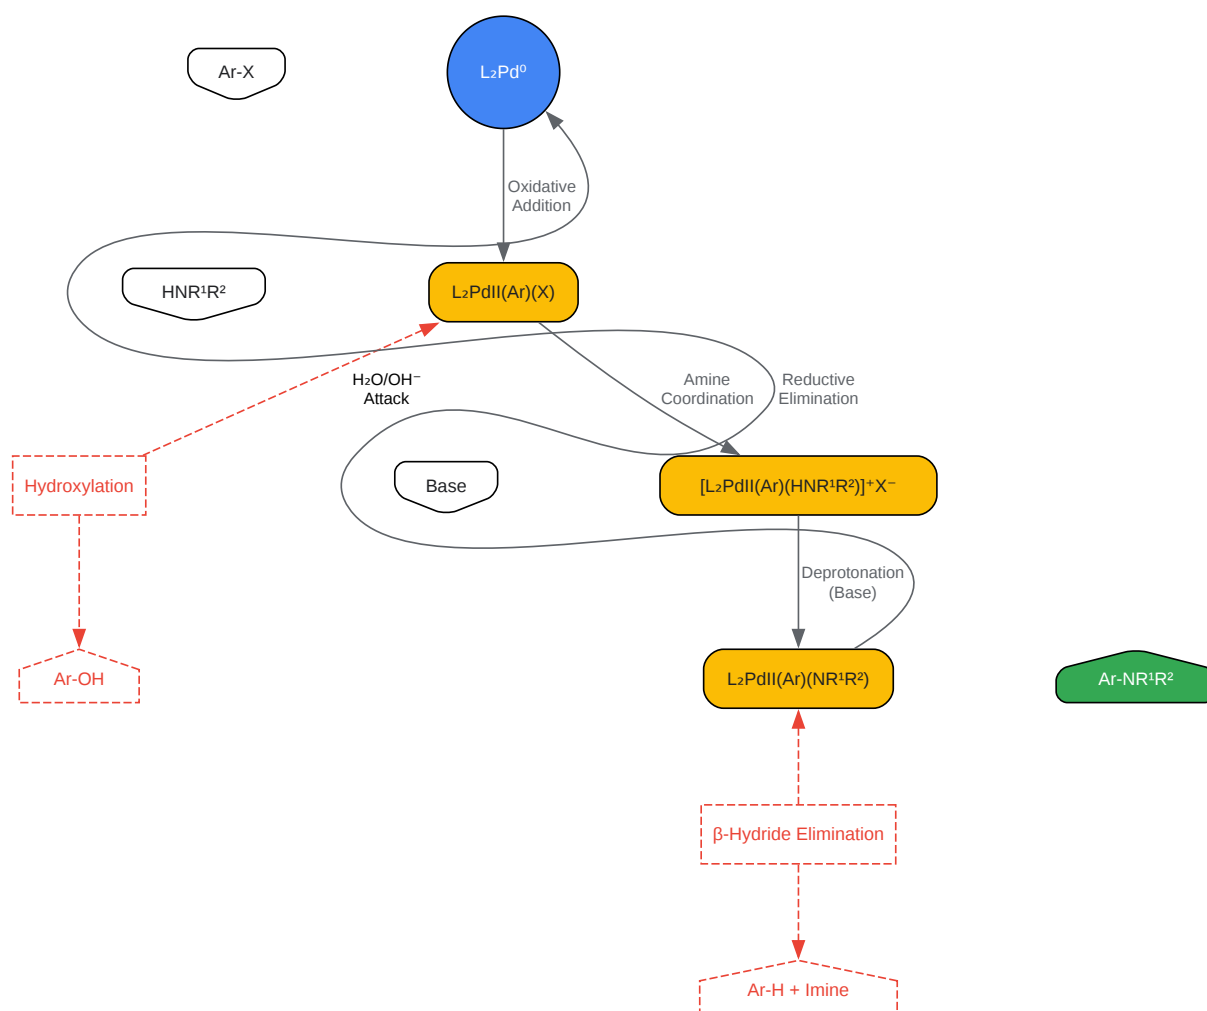 Ar-X
L₂Pd⁰
Oxidative
Addition
HNR¹R²
L₂PdII(Ar)(X)
H₂O/OH⁻
Attack
Amine
Coordination
Reductive
Elimination
Hydroxylation
Base
[L₂PdII(Ar)(HNR¹R²)]⁺X⁻
Deprotonation
(Base)
Ar-OH
L₂PdII(Ar)(NR¹R²)
Ar-NR¹R²
β-Hydride Elimination
Ar-H + Imine